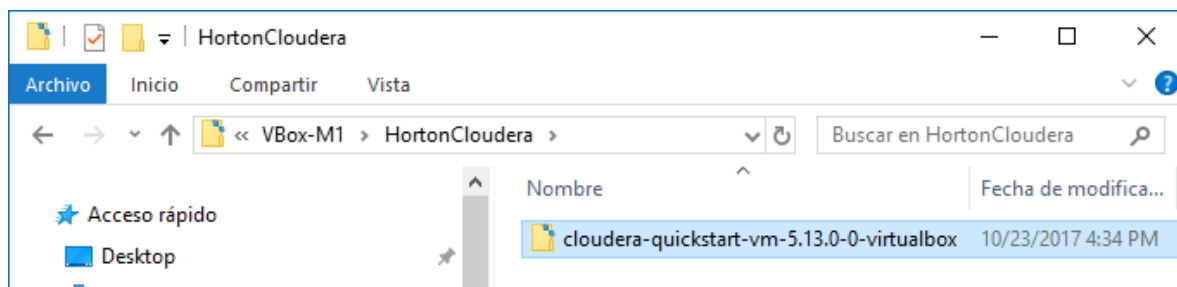 HortonCloudera
Archivo Inicio Compartir Vista ?
« VBox-M1 > HortonCloudera > Buscar en HortonCloudera
Nombre Fecha de modifica...
Acceso rápido
cloudera-quickstart-vm-5.13.0-0-virtualbox 10/23/2017 4:34 PM
Desktop